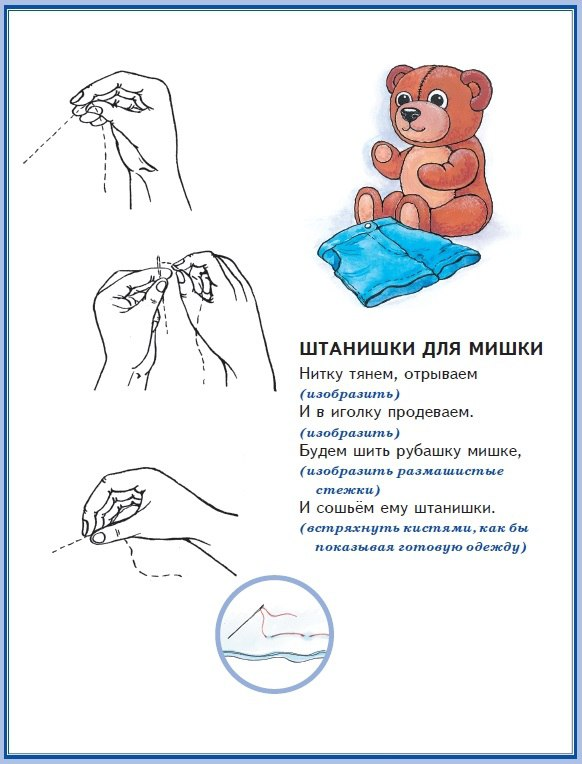 ШТАНИШКИ ДЛЯ МИШКИ
Нитку тянем, отрываем
(изобразить)
И в иголку продеваем.
(изобразить)
Будем шить рубашку мишке,
(изобразить размашистые
стежки)
И сошьём ему штанишки.
(встряхнуть кистями, как бы
показывая готовую одежду)